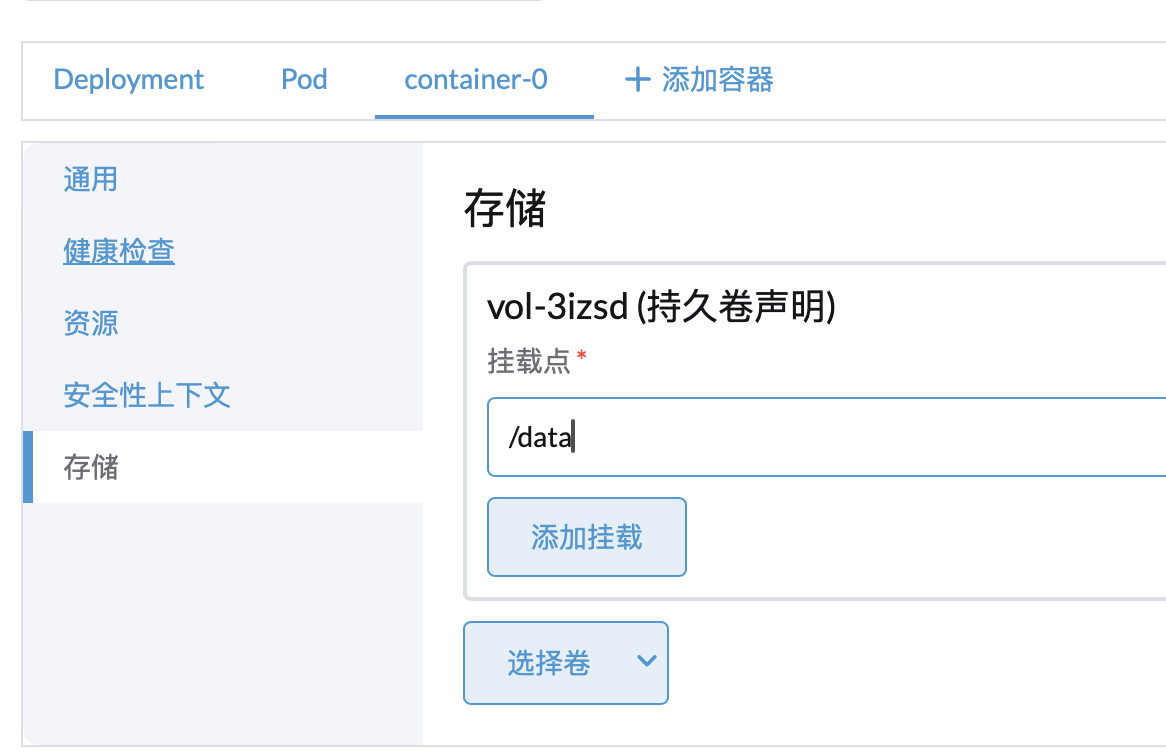 Deployment Pod container-0 + 添加容器
通用
健康检查
资源
安全性上下文
存储
存储
vol-3izsd (持久卷声明)
挂载点 *
/data
添加挂载
选择卷